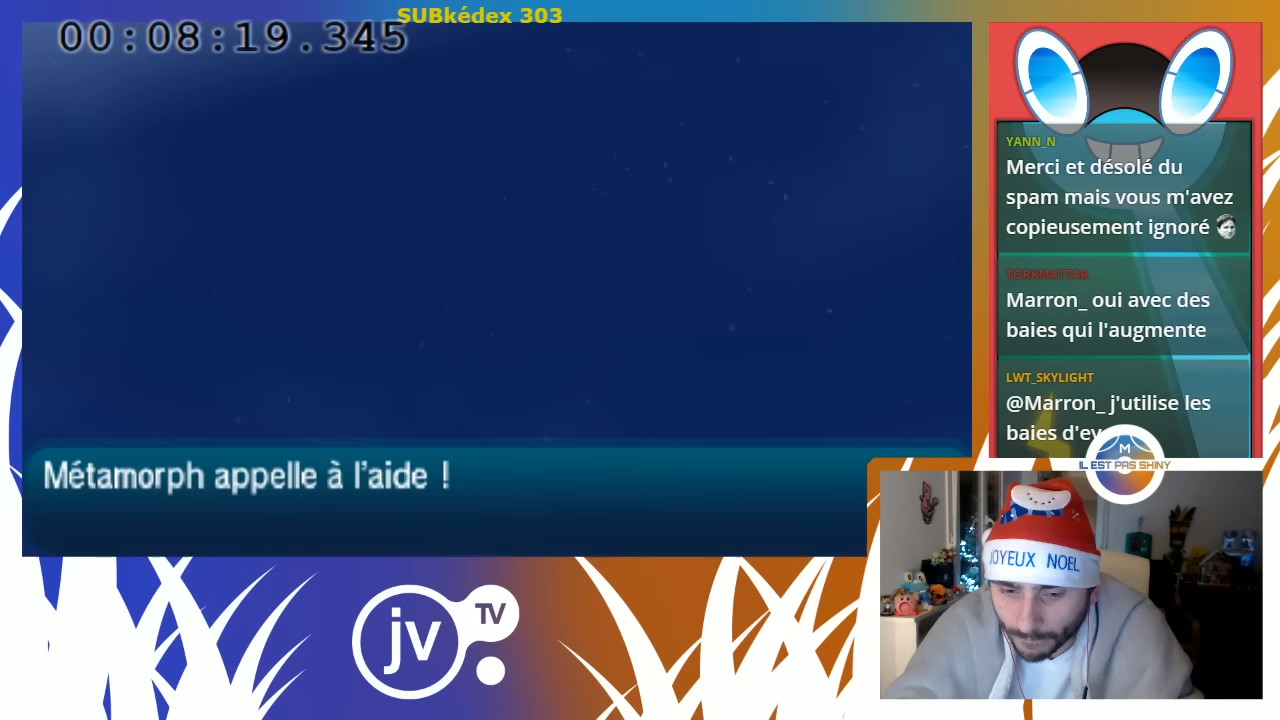 SUBkédex 303
00:08:19.345
YANN_N
Merci et désolé du
spam mais vous m'avez
copieusement ignoré
TORKMATTAR
Marron_ oui avec des
baies qui l'augmente
LWT_SKYLIGHT
@Marron_ j'utilise les
baies d'ev
M
IL EST PAS SHINY
Métamorph appelle à l'aide !
JOYEUX NOEL
jv
TV